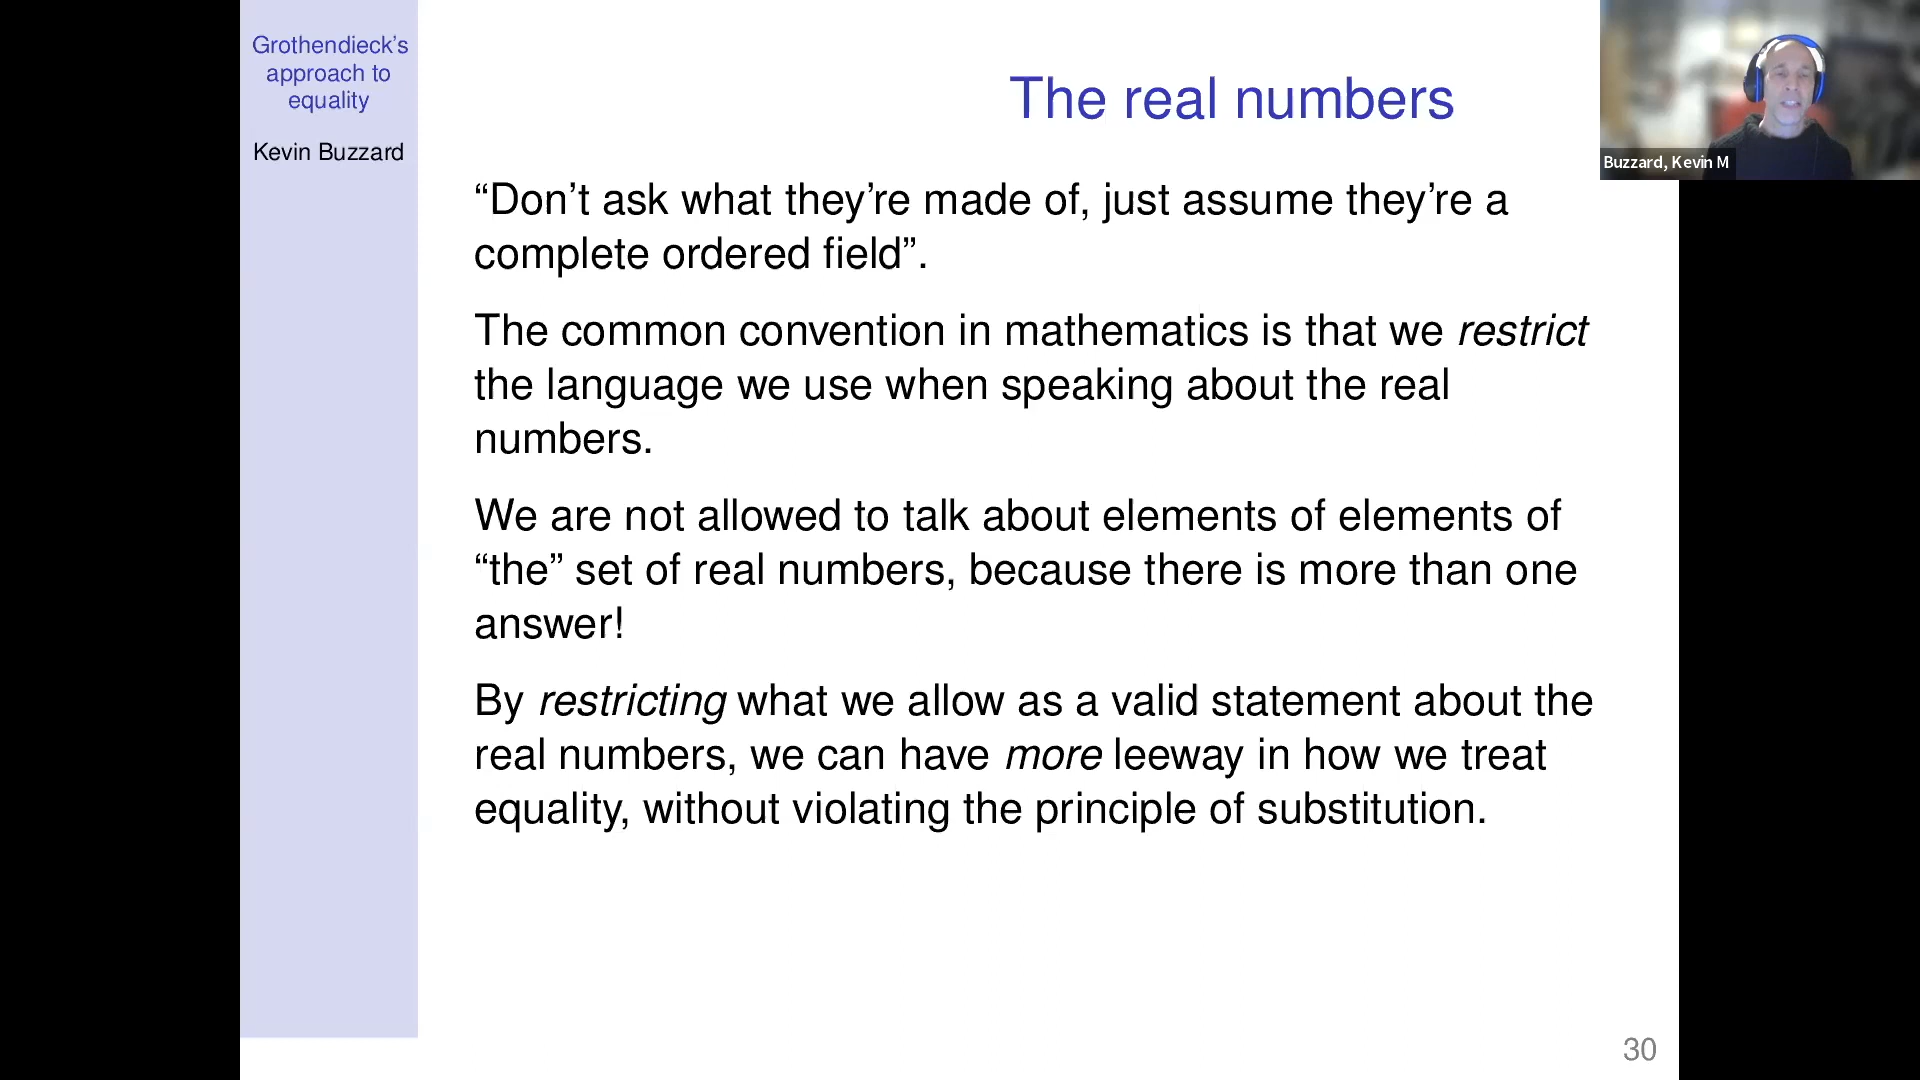 Grothendieck’s
approach to
equality
Kevin Buzzard
The real numbers
Buzzard, Kevin M
“Don’t ask what they’re made of, just assume they’re a
complete ordered field”.
The common convention in mathematics is that we restrict
the language we use when speaking about the real
numbers.
We are not allowed to talk about elements of elements of
“the” set of real numbers, because there is more than one
answer!
By restricting what we allow as a valid statement about the
real numbers, we can have more leeway in how we treat
equality, without violating the principle of substitution.
30